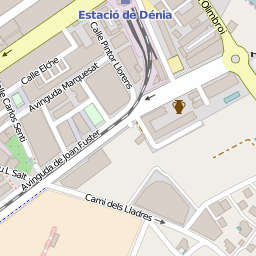 Estació de Dénia
Olimbroi
Calle Pintor Llorens
Calle Elche
Avinguda Marquesat
Calle Carlos Sentí
Avinguda de Joan Fuster
u L Salt
Camí dels Lladres